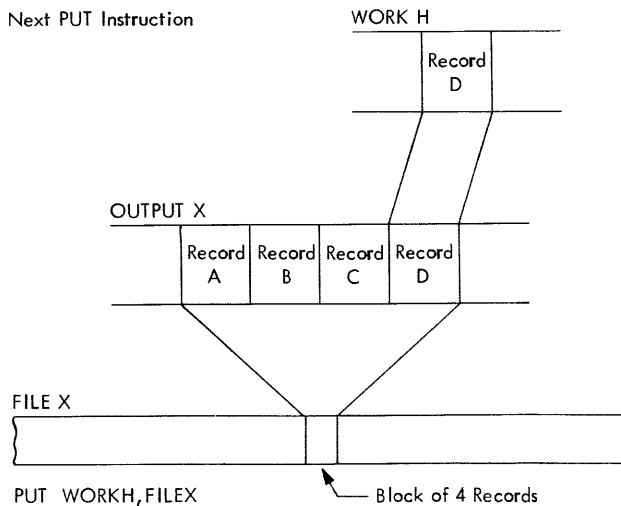 Next PUT Instruction
WORK H
Record
D
OUTPUT X
Record
A
Record
B
Record
C
Record
D
FILE X
PUT WORKH,FILEX
Block of 4 Records